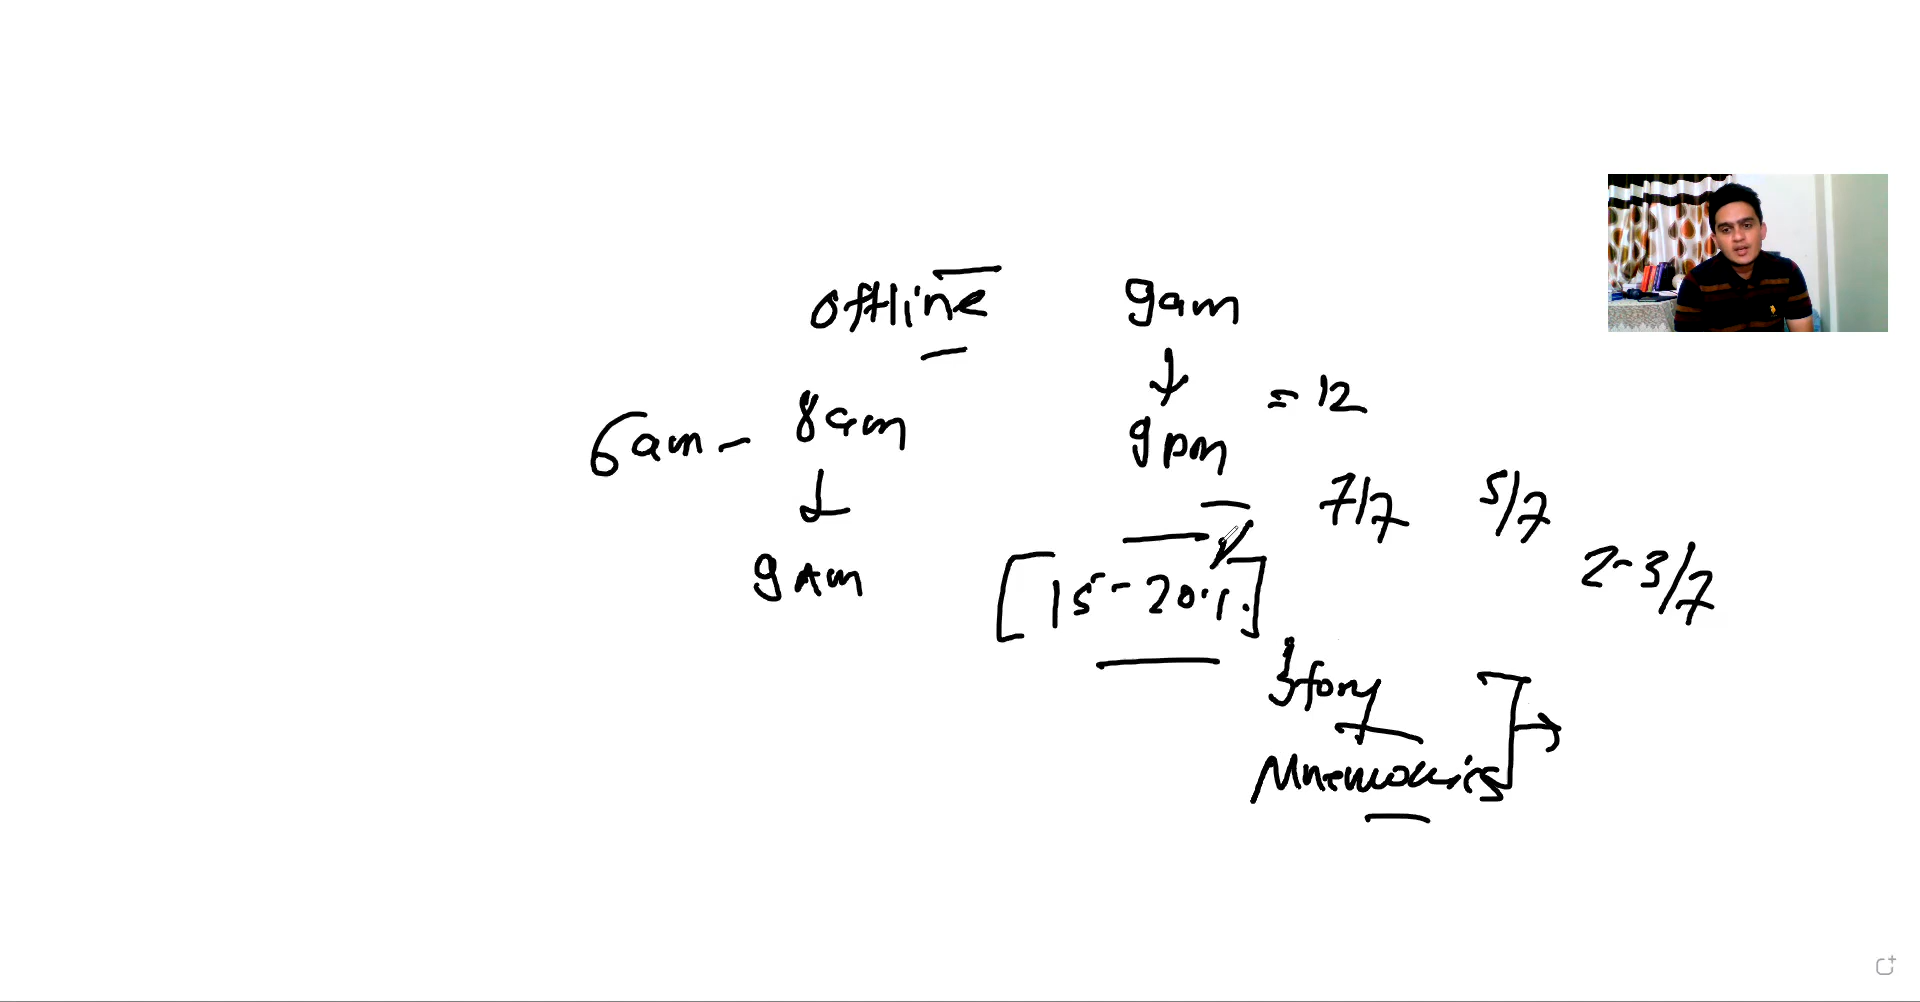 offline
9am
6am - 8am
↓
9pm
= 12
↓
9 Am
7/7
5/7
2-3/7
[15-20%.]
Story
Mnemonics